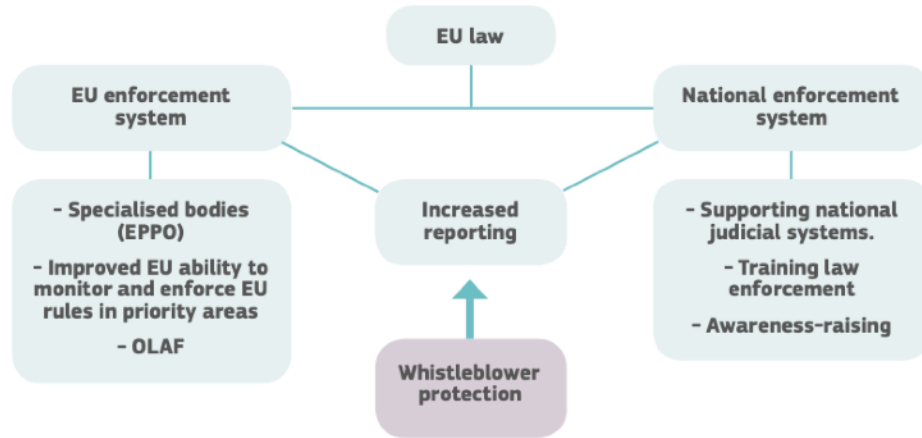 EU law
EU enforcement
system
National enforcement
system
– Specialised bodies
(EPPO)
– Improved EU ability to
monitor and enforce EU
rules in priority areas
– OLAF
Increased
reporting
– Supporting national
judicial systems.
– Training law
enforcement
– Awareness-raising
Whistleblower
protection